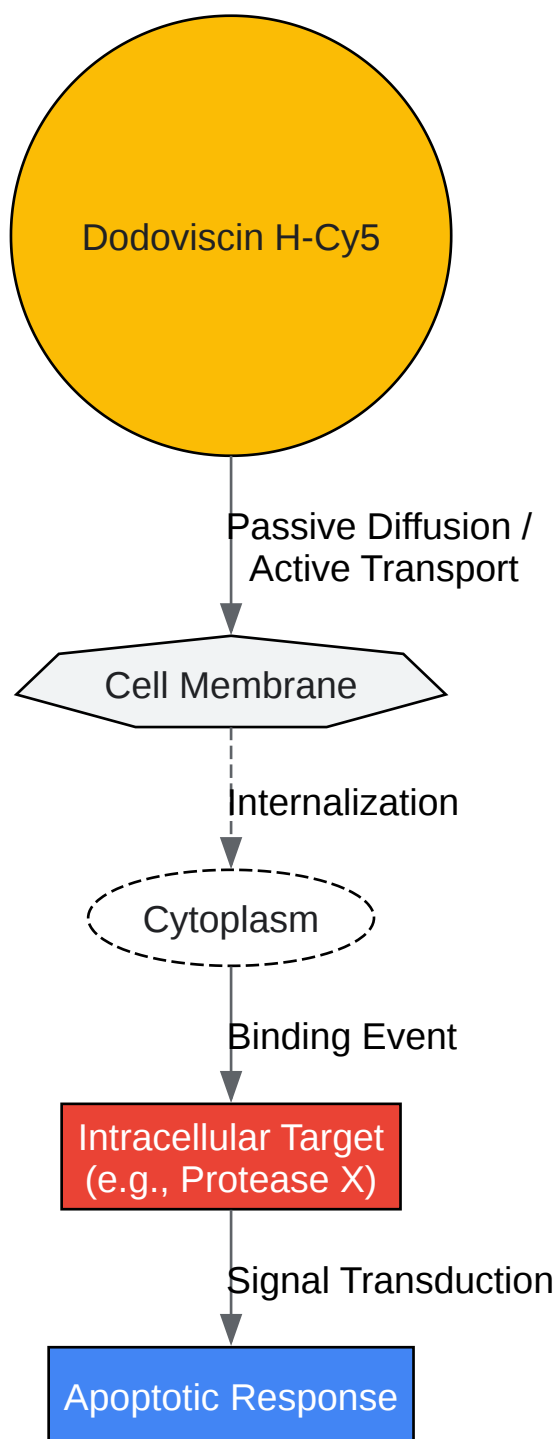 Dodoviscin H-Cy5
Passive Diffusion /
Active Transport
Cell Membrane
Internalization
Cytoplasm
Binding Event
Intracellular Target
(e.g., Protease X)
Signal Transduction
Apoptotic Response